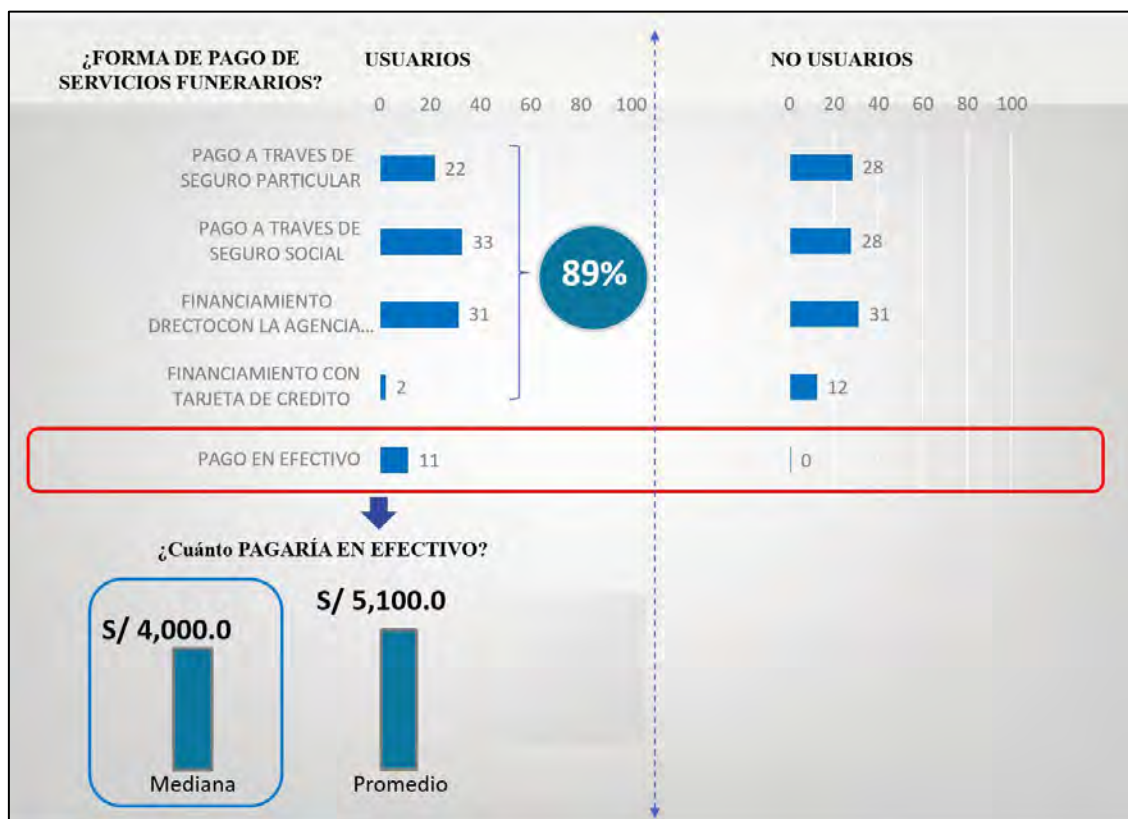 ¿FORMA DE PAGO DE
SERVICIOS FUNERARIOS?
USUARIOS
NO USUARIOS
0 20 40 60 80 100
0 20 40 60 80 100
PAGO A TRAVES DE
SEGURO PARTICULAR
22
28
PAGO A TRAVES DE
SEGURO SOCIAL
33
28
89%
FINANCIAMIENTO
DRECTOCON LA AGENCIA...
31
31
FINANCIAMIENTO CON
TARJETA DE CREDITO
2
12
PAGO EN EFECTIVO
11
0
¿Cuánto PAGARÍA EN EFECTIVO?
S/ 4,000.0
S/ 5,100.0
Mediana
Promedio